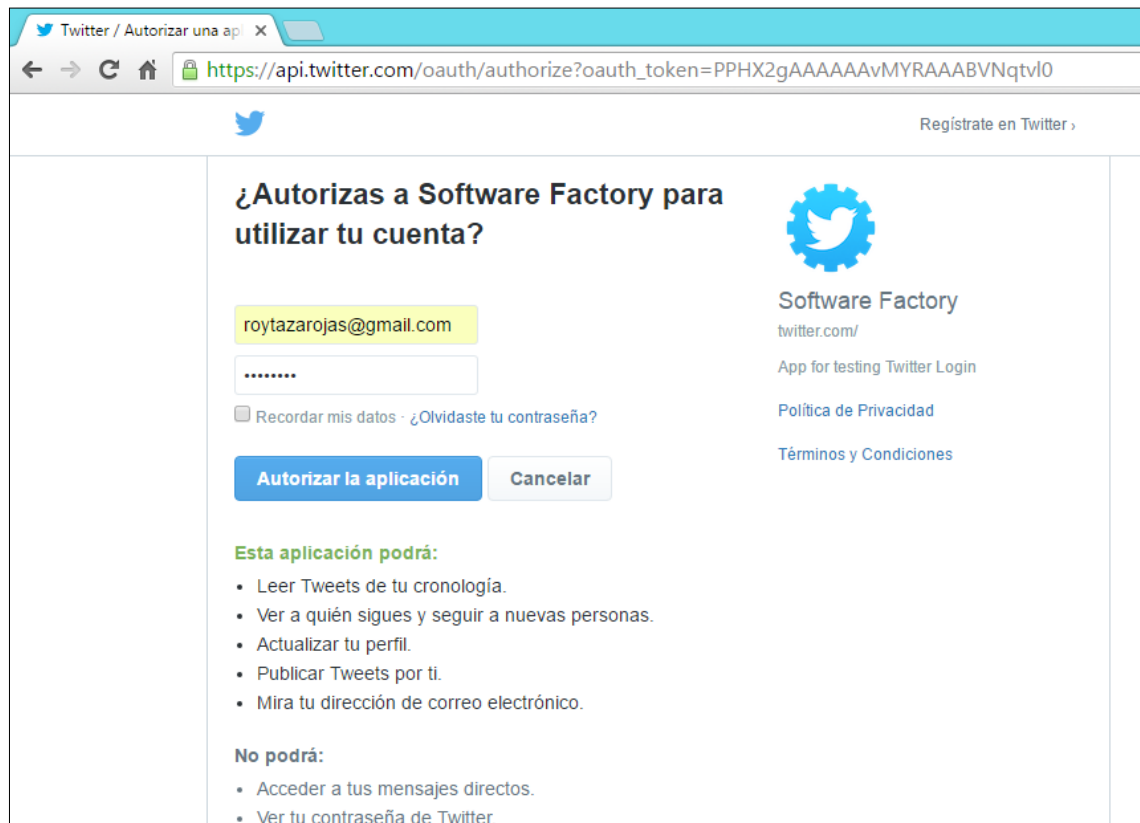 Twitter / Autorizar una ap
https://api.twitter.com/oauth/authorize?oauth_token=PPHX2gAAAAAAvMYRAAABVNqtvl0
Regístrate en Twitter ›
¿Autorizas a Software Factory para
utilizar tu cuenta?
roytazarojas@gmail.com
••••••••
Recordar mis datos · ¿Olvidaste tu contraseña?
Autorizar la aplicación
Cancelar
Software Factory
twitter.com/
App for testing Twitter Login
Política de Privacidad
Términos y Condiciones
Esta aplicación podrá:
• Leer Tweets de tu cronología.
• Ver a quién sigues y seguir a nuevas personas.
• Actualizar tu perfil.
• Publicar Tweets por ti.
• Mira tu dirección de correo electrónico.
No podrá:
• Acceder a tus mensajes directos.
• Ver tu contraseña de Twitter